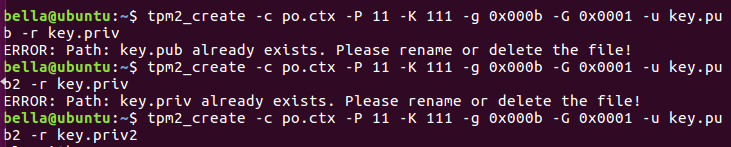 bella@ubuntu:~$ tpm2_create -c po.ctx -P 11 -K 111 -g 0x000b -G 0x0001 -u key.pu
b -r key.priv
ERROR: Path: key.pub already exists. Please rename or delete the file!
bella@ubuntu:~$ tpm2_create -c po.ctx -P 11 -K 111 -g 0x000b -G 0x0001 -u key.pu
b2 -r key.priv
ERROR: Path: key.priv already exists. Please rename or delete the file!
bella@ubuntu:~$ tpm2_create -c po.ctx -P 11 -K 111 -g 0x000b -G 0x0001 -u key.pu
b2 -r key.priv2